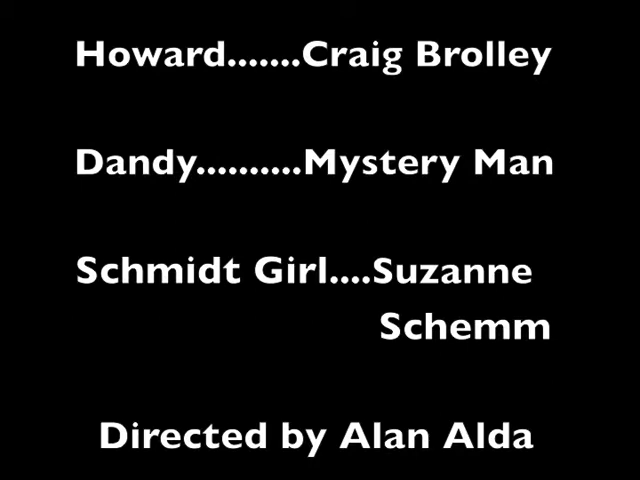 Howard.......Craig Brolley
Dandy..........Mystery Man
Schmidt Girl....Suzanne
Schemm
Directed by Alan Alda